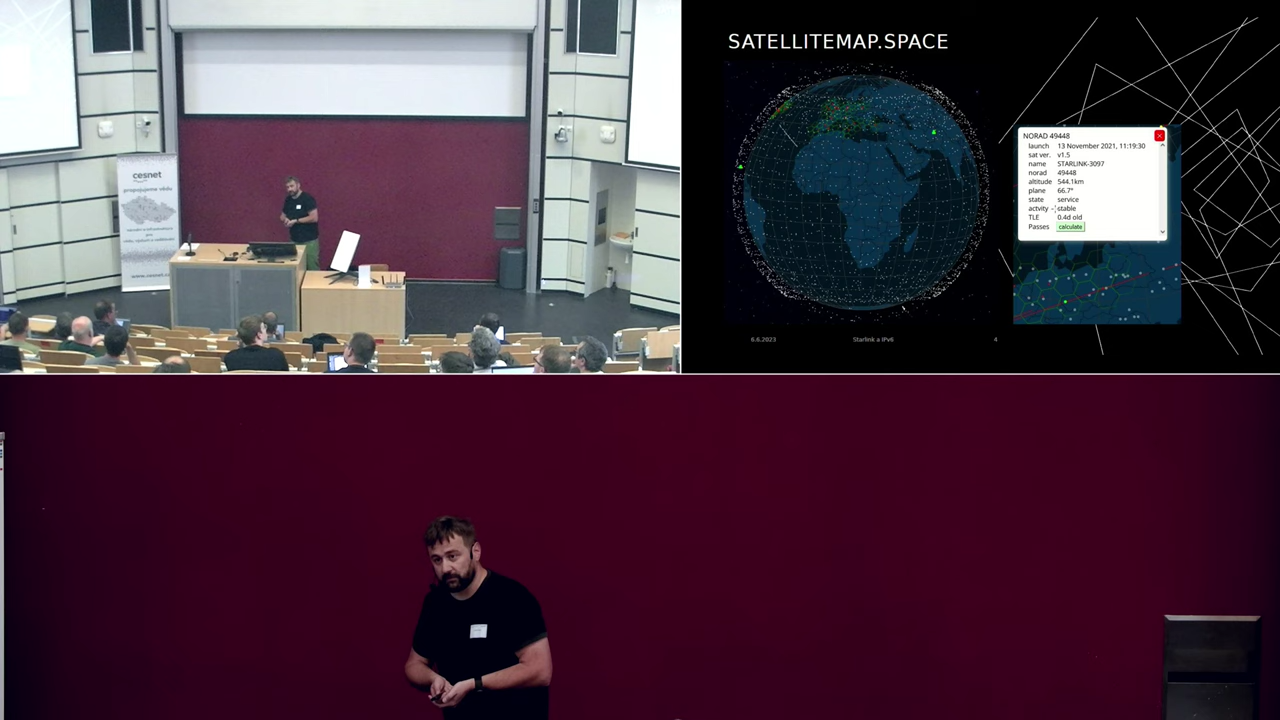 cesnet
propojujeme vědu
www.cesnet.c
SATELLITEMAP.SPACE
NORAD 49448
launch 13 November 2021, 11:19:30
sat ver. v1.5
name STARLINK-3097
norad 49448
altitude 544.1km
plane 66.7°
state service
actvity stable
TLE 0.4d old
Passes calculate
6.6.2023 Starlink a IPv6 4